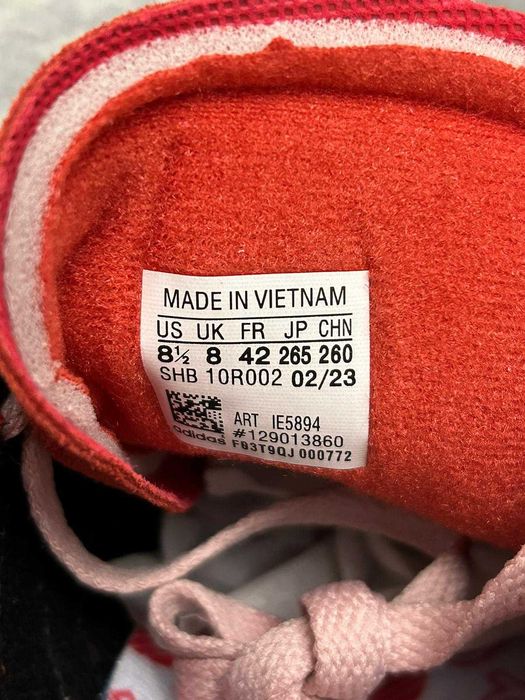 MADE IN VIETNAM
US UK FR JP CHN
8½ 8 42 265 260
SHB 10R002 02/23
ART IE5894
#129013860
adidas F03T9QJ 000772